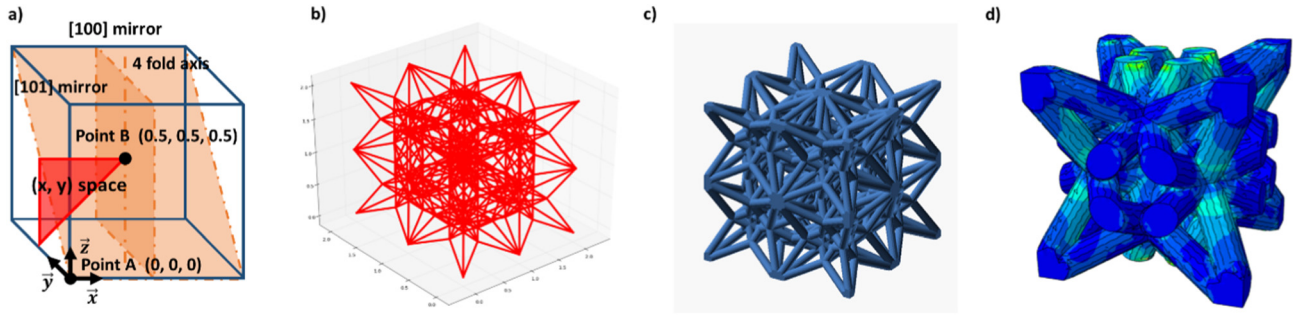 a)
[100] mirror
4 fold axis
[101] mirror
Point B (0.5, 0.5, 0.5)
(x, y) space
z
Point A (0, 0, 0)
y
x
b)
c)
d)